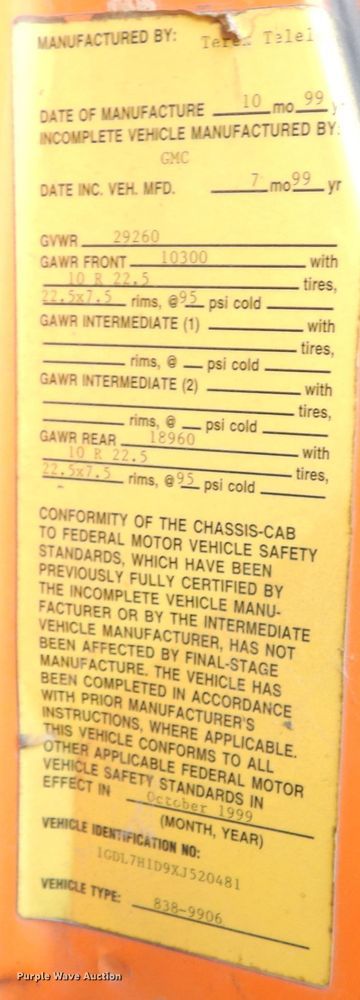 MANUFACTURED BY: Terex Telel
DATE OF MANUFACTURE 10 mo 99 y
INCOMPLETE VEHICLE MANUFACTURED BY:
GMC
DATE INC. VEH. MFD. 7 mo 99 yr
GVWR 29260
GAWR FRONT 10300 with
10 R 22.5 tires,
22.5x7.5 rims, @ 95 psi cold
GAWR INTERMEDIATE (1) with
tires,
rims, @ psi cold
GAWR INTERMEDIATE (2) with
tires,
rims, @ psi cold
GAWR REAR 18960 with
10 R 22.5 tires,
22.5x7.5 rims, @ 95 psi cold
CONFORMITY OF THE CHASSIS-CAB
TO FEDERAL MOTOR VEHICLE SAFETY
STANDARDS, WHICH HAVE BEEN
PREVIOUSLY FULLY CERTIFIED BY
THE INCOMPLETE VEHICLE MANU-
FACTURER OR BY THE INTERMEDIATE
VEHICLE MANUFACTURER, HAS NOT
BEEN AFFECTED BY FINAL-STAGE
MANUFACTURE. THE VEHICLE HAS
BEEN COMPLETED IN ACCORDANCE
WITH PRIOR MANUFACTURER'S
INSTRUCTIONS, WHERE APPLICABLE.
THIS VEHICLE CONFORMS TO ALL
OTHER APPLICABLE FEDERAL MOTOR
VEHICLE SAFETY STANDARDS IN
EFFECT IN October 1999
(MONTH, YEAR)
VEHICLE IDENTIFICATION NO:
1GDL7H1D9XJ520481
VEHICLE TYPE: 838-9906
Purple Wave Auction